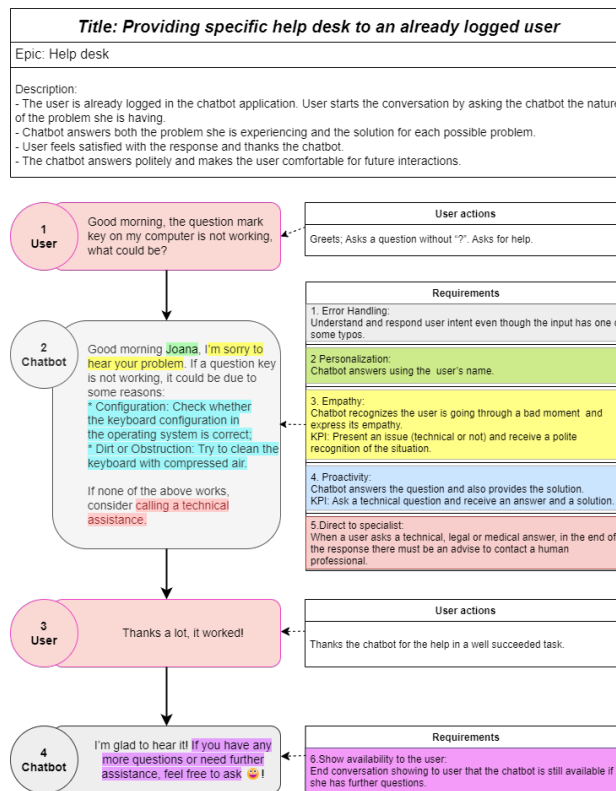 Title: Providing specific help desk to an already logged user
Epic: Help desk
Description:
- The user is already logged in the chatbot application. User starts the conversation by asking the chatbot the nature
of the problem she is having.
- Chatbot answers both the problem she is experiencing and the solution for each possible problem.
- User feels satisfied with the response and thanks the chatbot.
- The chatbot answers politely and makes the user comfortable for future interactions.
1
User
Good morning, the question mark
key on my computer is not working,
what could be?
User actions
Greets; Asks a question without "?". Asks for help.
2
Chatbot
Good morning Joana, I'm sorry to
hear your problem. If a question key
is not working, it could be due to
some reasons:
* Configuration: Check whether
the keyboard configuration in
the operating system is correct;
* Dirt or Obstruction: Try to clean the
keyboard with compressed air.
If none of the above works,
consider calling a technical
assistance.
Requirements
1. Error Handling:
Understand and respond user intent even though the input has one o
some typos.
2 Personalization:
Chatbot answers using the user's name.
3. Empathy:
Chatbot recognizes the user is going through a bad moment and
express its empathy.
KPI: Present an issue (technical or not) and receive a polite
recognition of the situation.
4. Proactivity:
Chatbot answers the question and also provides the solution.
KPI: Ask a technical question and receive an answer and a solution.
5.Direct to specialist:
When a user asks a technical, legal or medical answer, in the end of
the response there must be an advise to contact a human
professional.
3
User
Thanks a lot, it worked!
User actions
Thanks the chatbot for the help in a well succeeded task.
4
Chatbot
I'm glad to hear it! If you have any
more questions or need further
assistance, feel free to ask 😜 !
Requirements
6.Show availability to the user:
End conversation showing to user that the chatbot is still available if
she has further questions.